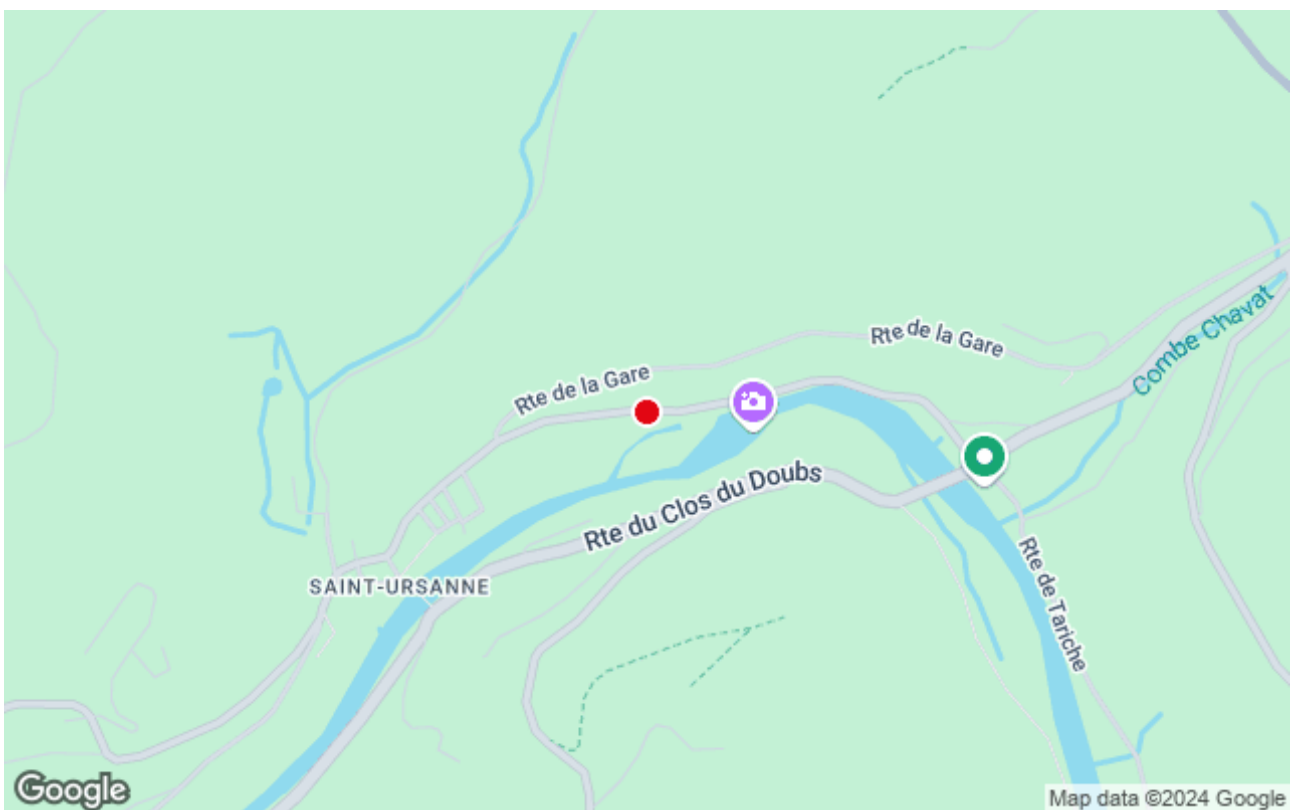 Rte de la Gare
Rte de la Gare
Combe Chavat
Rte du Clos du Doubs
Rte de Tariche
SAINT-URSANNE
Google
Map data ©2024 Google